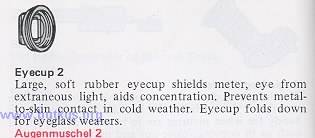 Eyecup 2
Large, soft rubber eyecup shields meter, eye from
extraneous light, aids concentration. Prevents metal-
to-skin contact in cold weather. Eyecup folds down
for eyeglass wearers.
Augenmuschel 2